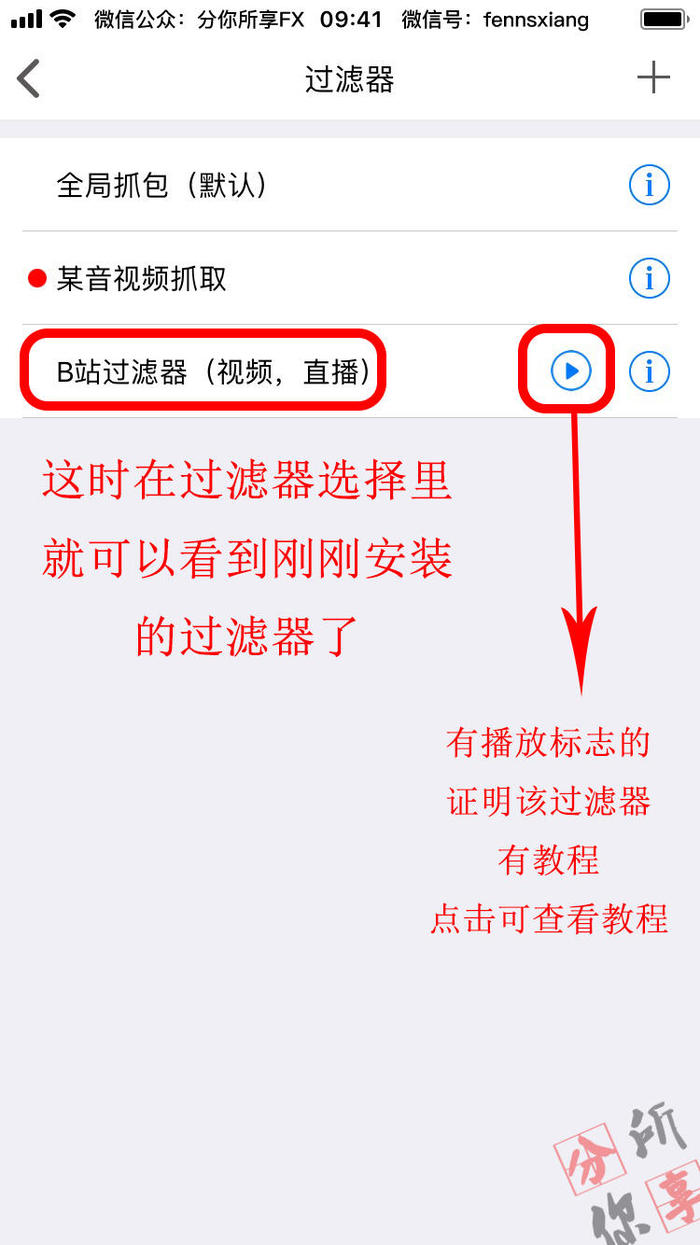 微信公众：分你所享FX 09:41 微信号：fennsxiang
过滤器
全局抓包（默认）
某音视频抓取
B站过滤器（视频，直播）
这时在过滤器选择里
就可以看到刚刚安装
的过滤器了
有播放标志的
证明该过滤器
有教程
点击可查看教程
分所
你享